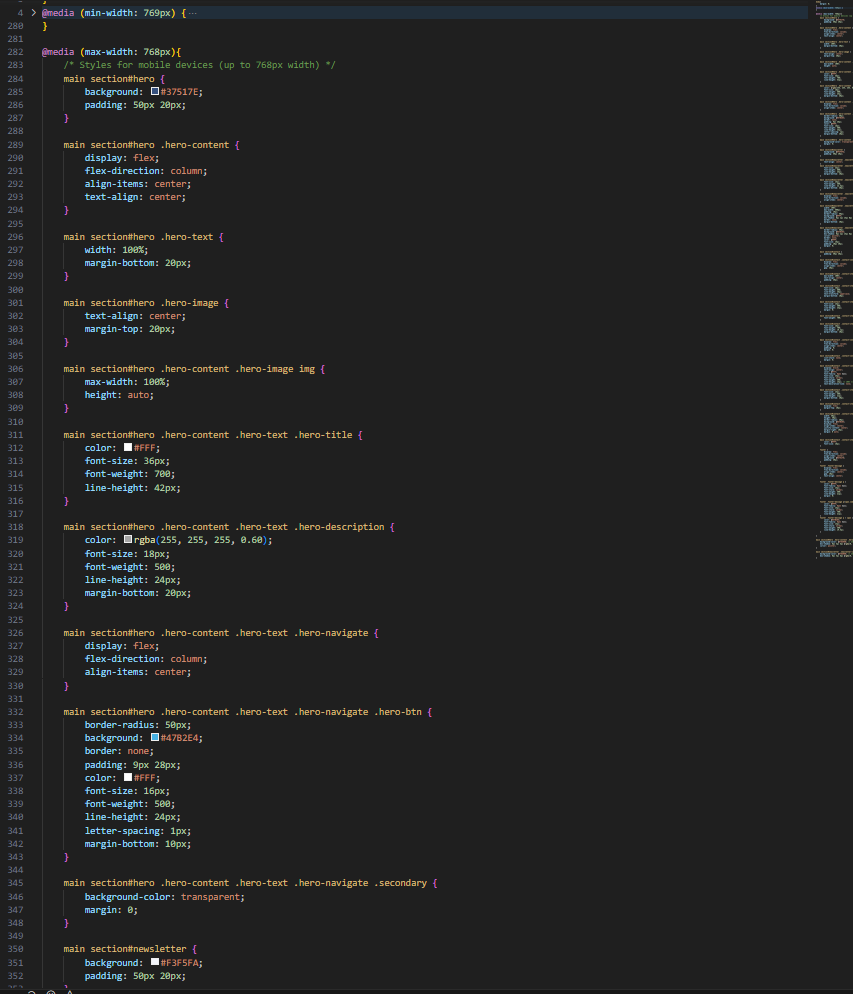 4 > @media (min-width: 769px) { ···
280 }
281
282 @media (max-width: 768px){
283 /* Styles for mobile devices (up to 768px width) */
284 main section#hero {
285 background: #37517E;
286 padding: 50px 20px;
287 }
288
289 main section#hero .hero-content {
290 display: flex;
291 flex-direction: column;
292 align-items: center;
293 text-align: center;
294 }
295
296 main section#hero .hero-text {
297 width: 100%;
298 margin-bottom: 20px;
299 }
300
301 main section#hero .hero-image {
302 text-align: center;
303 margin-top: 20px;
304 }
305
306 main section#hero .hero-content .hero-image img {
307 max-width: 100%;
308 height: auto;
309 }
310
311 main section#hero .hero-content .hero-text .hero-title {
312 color: #FFF;
313 font-size: 36px;
314 font-weight: 700;
315 line-height: 42px;
316 }
317
318 main section#hero .hero-content .hero-text .hero-description {
319 color: rgba(255, 255, 255, 0.60);
320 font-size: 18px;
321 font-weight: 500;
322 line-height: 24px;
323 margin-bottom: 20px;
324 }
325
326 main section#hero .hero-content .hero-text .hero-navigate {
327 display: flex;
328 flex-direction: column;
329 align-items: center;
330 }
331
332 main section#hero .hero-content .hero-text .hero-navigate .hero-btn {
333 border-radius: 50px;
334 background: #47B2E4;
335 border: none;
336 padding: 9px 28px;
337 color: #FFF;
338 font-size: 16px;
339 font-weight: 500;
340 line-height: 24px;
341 letter-spacing: 1px;
342 margin-bottom: 10px;
343 }
344
345 main section#hero .hero-content .hero-text .hero-navigate .secondary {
346 background-color: transparent;
347 margin: 0;
348 }
349
350 main section#newsletter {
351 background: #F3F5FA;
352 padding: 50px 20px;